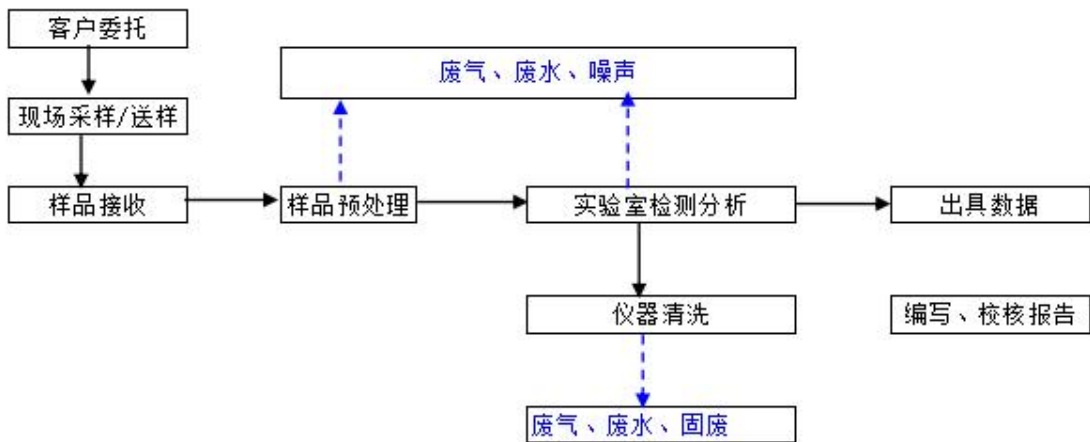 客户委托
废气、废水、噪声
现场采样/送样
样品接收
样品预处理
实验室检测分析
出具数据
仪器清洗
编写、校核报告
废气、废水、固废